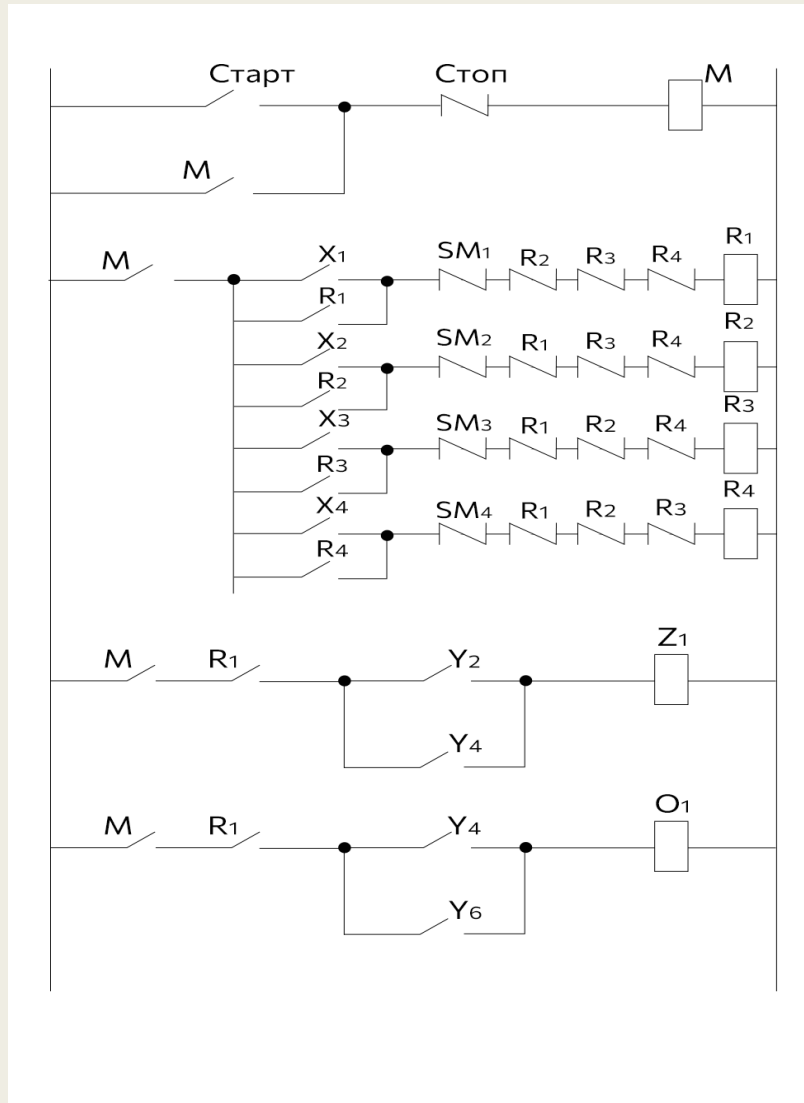 Старт Стоп M
M
M X1 SM1 R2 R3 R4 R1
R1
X2 SM2 R1 R3 R4 R2
R2
X3 SM3 R1 R2 R4 R3
R3
X4 SM4 R1 R2 R3 R4
R4
M R1 Y2 Z1
Y4
M R1 Y4 O1
Y6